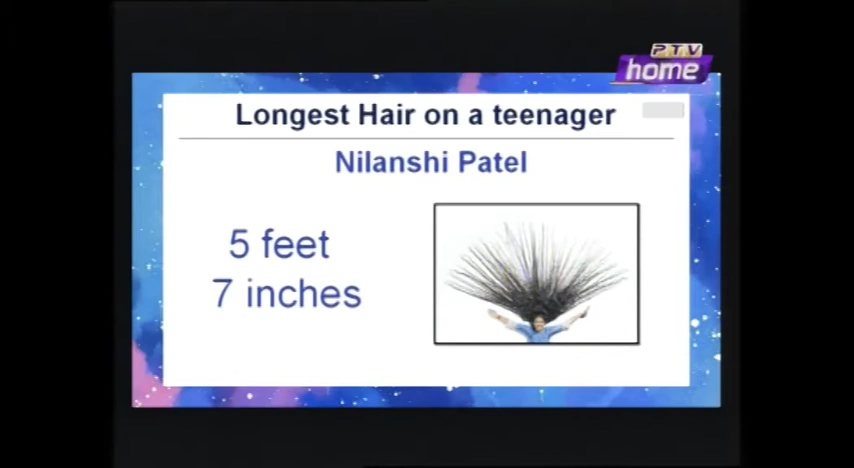 PTV
home
Longest Hair on a teenager
Nilanshi Patel
5 feet
7 inches